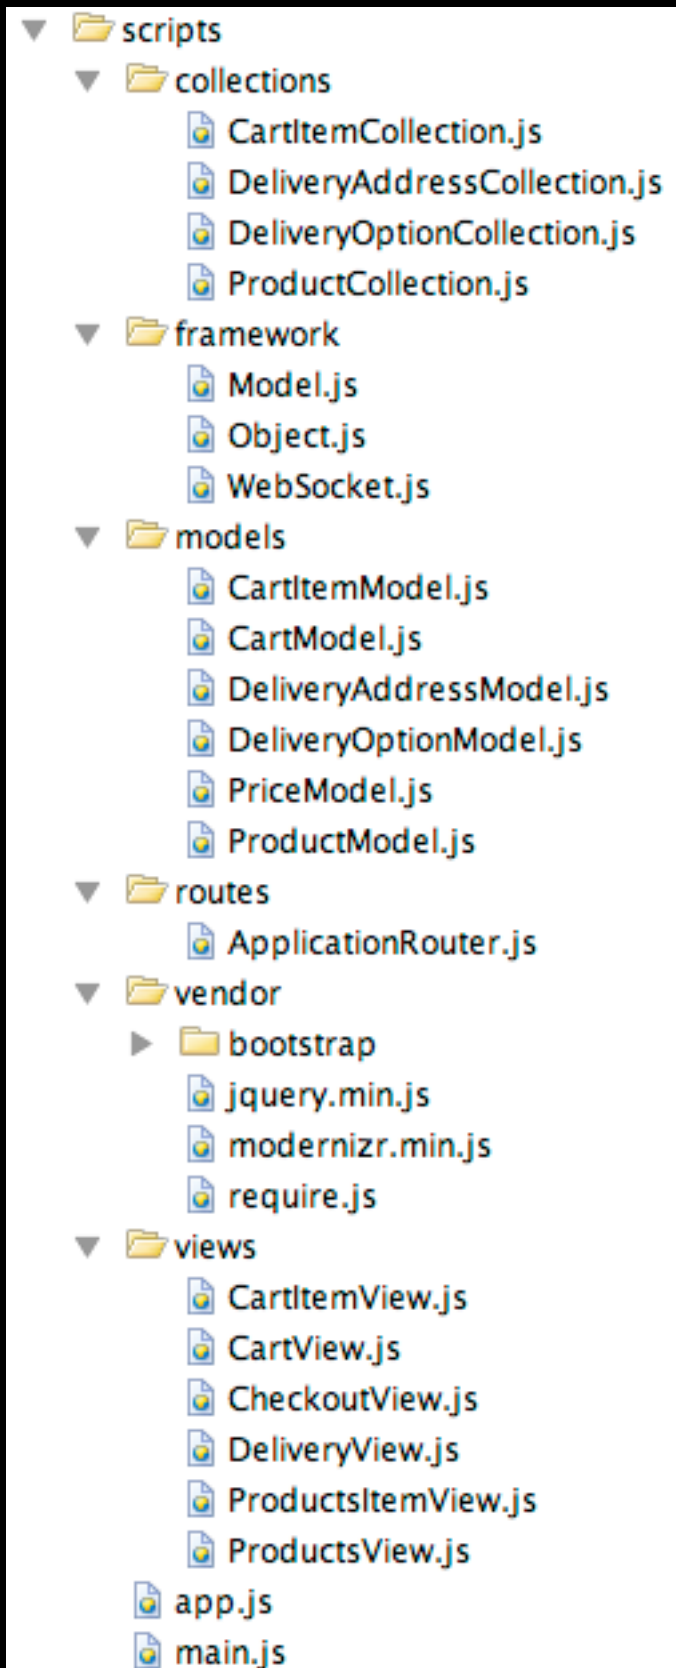 scripts
collections
CartItemCollection.js
DeliveryAddressCollection.js
DeliveryOptionCollection.js
ProductCollection.js
framework
Model.js
Object.js
WebSocket.js
models
CartItemModel.js
CartModel.js
DeliveryAddressModel.js
DeliveryOptionModel.js
PriceModel.js
ProductModel.js
routes
ApplicationRouter.js
vendor
bootstrap
jquery.min.js
modernizr.min.js
require.js
views
CartItemView.js
CartView.js
CheckoutView.js
DeliveryView.js
ProductsItemView.js
ProductsView.js
app.js
main.js